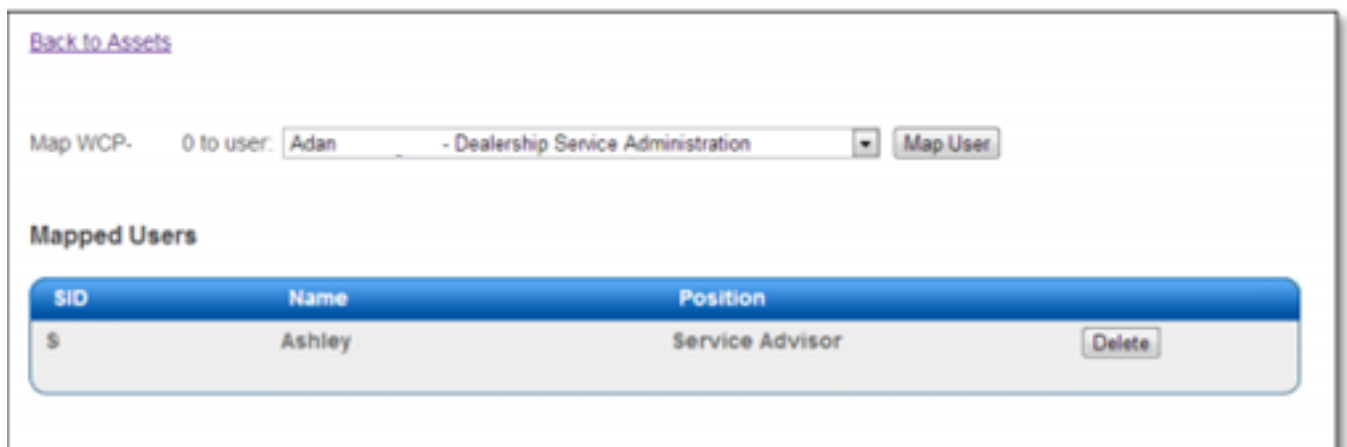 Back to Assets
Map WCP- 0 to user: Adan - Dealership Service Administration Map User
Mapped Users
SID Name Position
S Ashley Service Advisor Delete